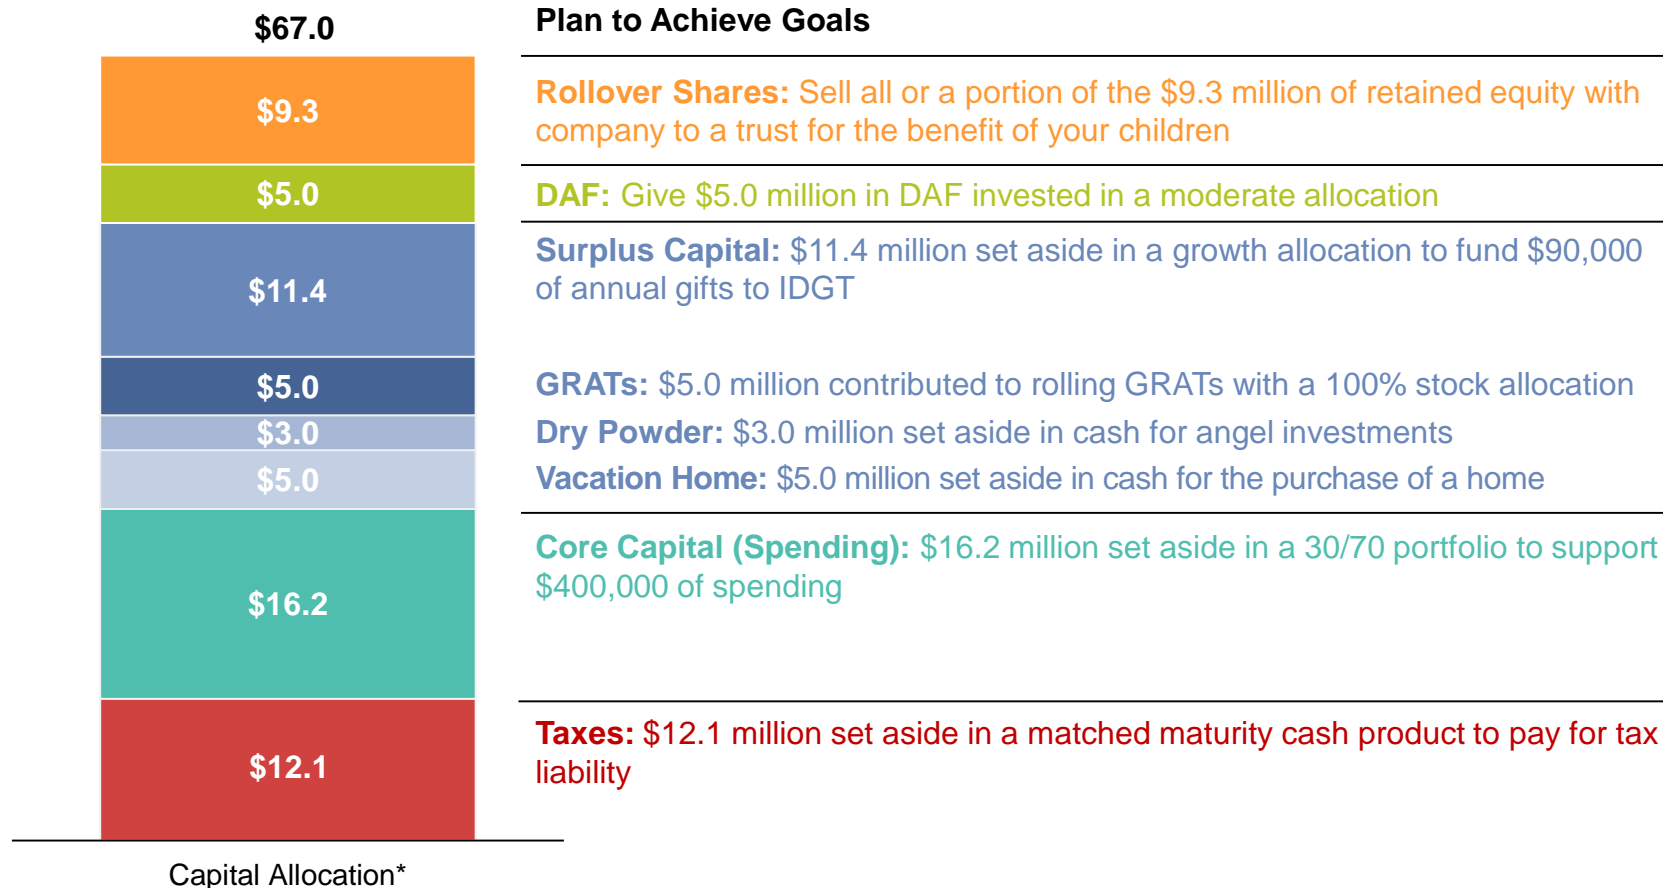 $67.0
Plan to Achieve Goals
$9.3
Rollover Shares: Sell all or a portion of the $9.3 million of retained equity with
company to a trust for the benefit of your children
$5.0
DAF: Give $5.0 million in DAF invested in a moderate allocation
$11.4
Surplus Capital: $11.4 million set aside in a growth allocation to fund $90,000
of annual gifts to IDGT
$5.0
GRATs: $5.0 million contributed to rolling GRATs with a 100% stock allocation
$3.0
Dry Powder: $3.0 million set aside in cash for angel investments
$5.0
Vacation Home: $5.0 million set aside in cash for the purchase of a home
$16.2
Core Capital (Spending): $16.2 million set aside in a 30/70 portfolio to support
$400,000 of spending
$12.1
Taxes: $12.1 million set aside in a matched maturity cash product to pay for tax
liability
Capital Allocation*